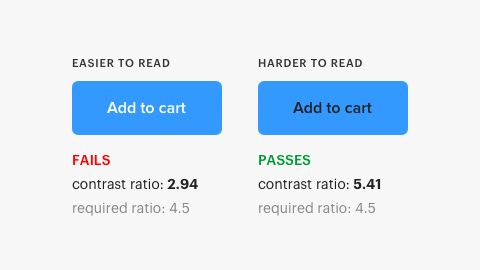 EASIER TO READ
Add to cart
FAILS
contrast ratio: 2.94
required ratio: 4.5
HARDER TO READ
Add to cart
PASSES
contrast ratio: 5.41
required ratio: 4.5